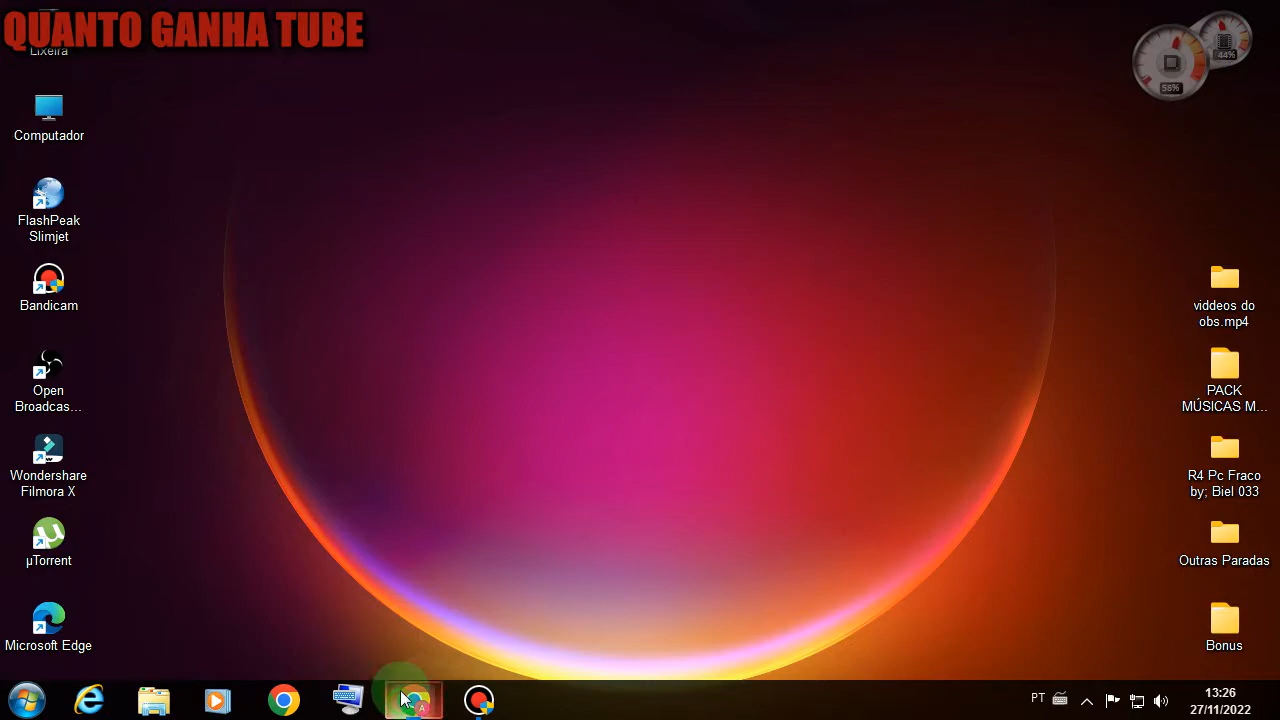 QUANTO GANHA TUBE
Lixeira
Computador
FlashPeak
Slimjet
Bandicam
Open
Broadcas...
Wondershare
Filmora X
µTorrent
Microsoft Edge
58%
44%
viddeos do
obs.mp4
PACK
MÚSICAS M...
R4 Pc Fraco
by; Biel 033
Outras Paradas
Bonus
A
PT
13:26
27/11/2022